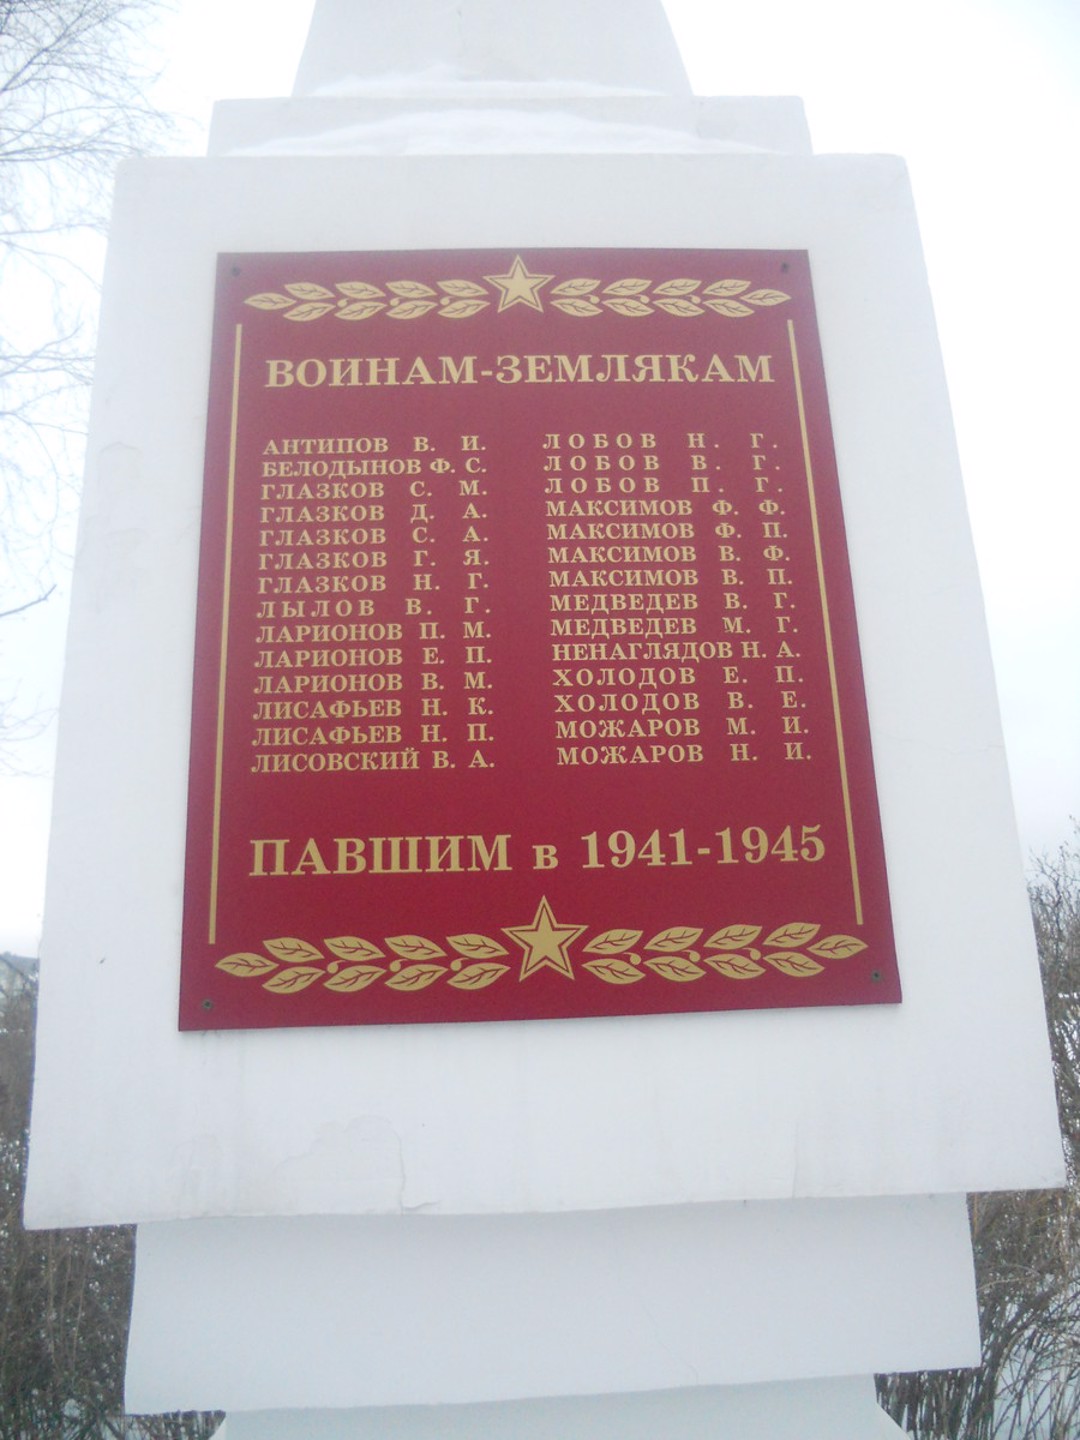 ВОИНАМ-ЗЕМЛЯКАМ
АНТИПОВ В. И.
БЕЛОДЫНОВ Ф. С.
ГЛАЗКОВ С. М.
ГЛАЗКОВ Д. А.
ГЛАЗКОВ С. А.
ГЛАЗКОВ Г. Я.
ГЛАЗКОВ Н. Г.
ЛЫЛОВ В. Г.
ЛАРИОНОВ П. М.
ЛАРИОНОВ Е. П.
ЛАРИОНОВ В. М.
ЛИСАФЬЕВ Н. К.
ЛИСАФЬЕВ Н. П.
ЛИСОВСКИЙ В. А.
ЛОБОВ Н. Г.
ЛОБОВ В. Г.
ЛОБОВ П. Г.
МАКСИМОВ Ф. Ф.
МАКСИМОВ Ф. П.
МАКСИМОВ В. Ф.
МАКСИМОВ В. П.
МЕДВЕДЕВ В. Г.
МЕДВЕДЕВ М. Г.
НЕНАГЛЯДОВ Н. А.
ХОЛОДОВ Е. П.
ХОЛОДОВ В. Е.
МОЖАРОВ М. И.
МОЖАРОВ Н. И.
ПАВШИМ в 1941-1945